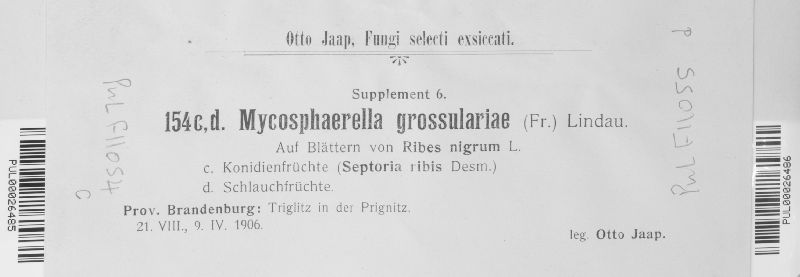 Otto Jaap, Fungi selecti exsiccati.
Supplement 6.
154c,d. Mycosphaerella grossulariae (Fr.) Lindau.
Auf Blättern von Ribes nigrum L.
c. Konidienfrüchte (Septoria ribis Desm.)
d. Schlauchfrüchte.
Prov. Brandenburg: Triglitz in der Prignitz.
21. VIII., 9. IV. 1906.
leg. Otto Jaap.
PUL F11054
c
PUL F11055
P
PUL00026485
PUL00026486